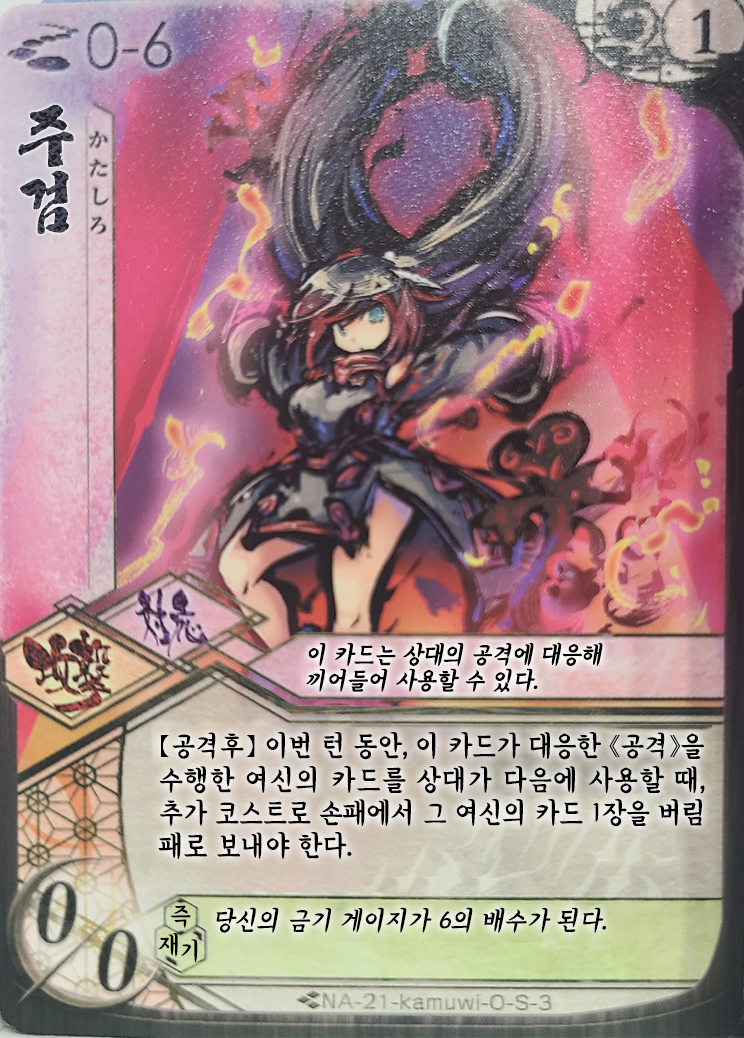 0-6
1
주검
かたしろ
攻撃
対応
이 카드는 상대의 공격에 대응해
끼어들어 사용할 수 있다.
【공격후】 이번 턴 동안, 이 카드가 대응한 《공격》을
수행한 여신의 카드를 상대가 다음에 사용할 때,
추가 코스트로 손패에서 그 여신의 카드 1장을 버림
패로 보내야 한다.
0/0
즉
재기
당신의 금기 게이지가 6의 배수가 된다.
NA-21-kamuwi-O-S-3